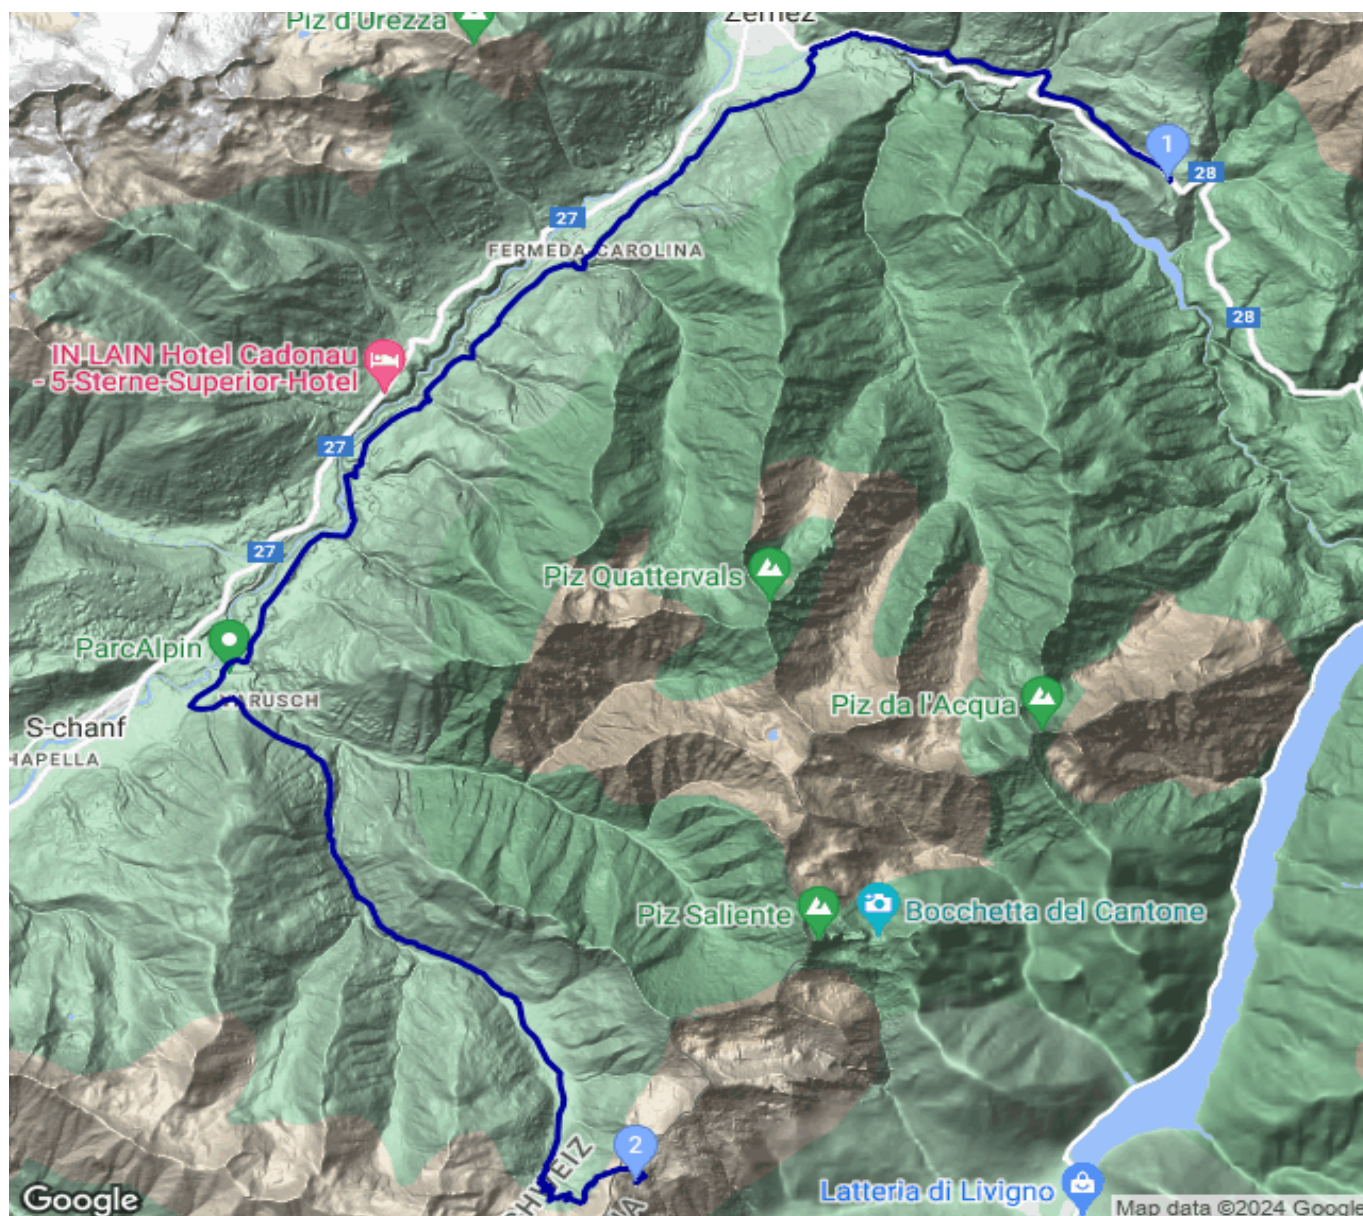 Piz d'Urezza
Zernez
1
28
27
FERMEDA CAROLINA
28
IN LAIN Hotel Cadonau
- 5-Sterne-Superior-Hotel
27
27
Piz Quattervals
ParcAlpin
VARUSCH
Piz da l'Acqua
S-chanf
HAPELLA
Piz Saliente
Bocchetta del Cantone
2
Latteria di Livigno
Google
Map data ©2024 Google